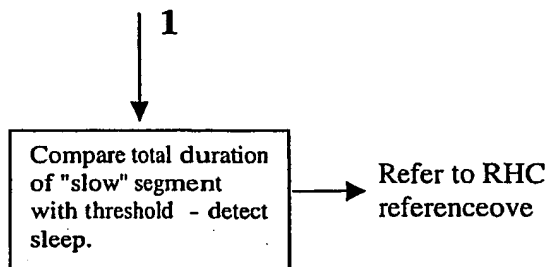 1
Compare total duration
of "slow" segment
with threshold - detect
sleep.
Refer to RHC
referenceove